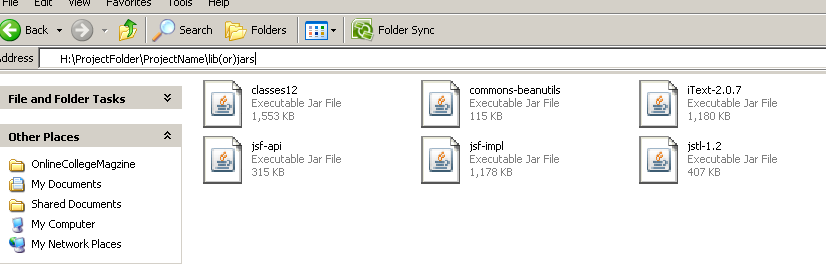 File Edit View Favorites Tools Help
Back Search Folders Folder Sync
Address H:\ProjectFolder\ProjectName\lib(or)jars
File and Folder Tasks
Other Places
OnlineCollegeMagzine
My Documents
Shared Documents
My Computer
My Network Places
classes12
Executable Jar File
1,553 KB
commons-beanutils
Executable Jar File
115 KB
iText-2.0.7
Executable Jar File
1,180 KB
jsf-api
Executable Jar File
315 KB
jsf-impl
Executable Jar File
1,178 KB
jstl-1.2
Executable Jar File
407 KB